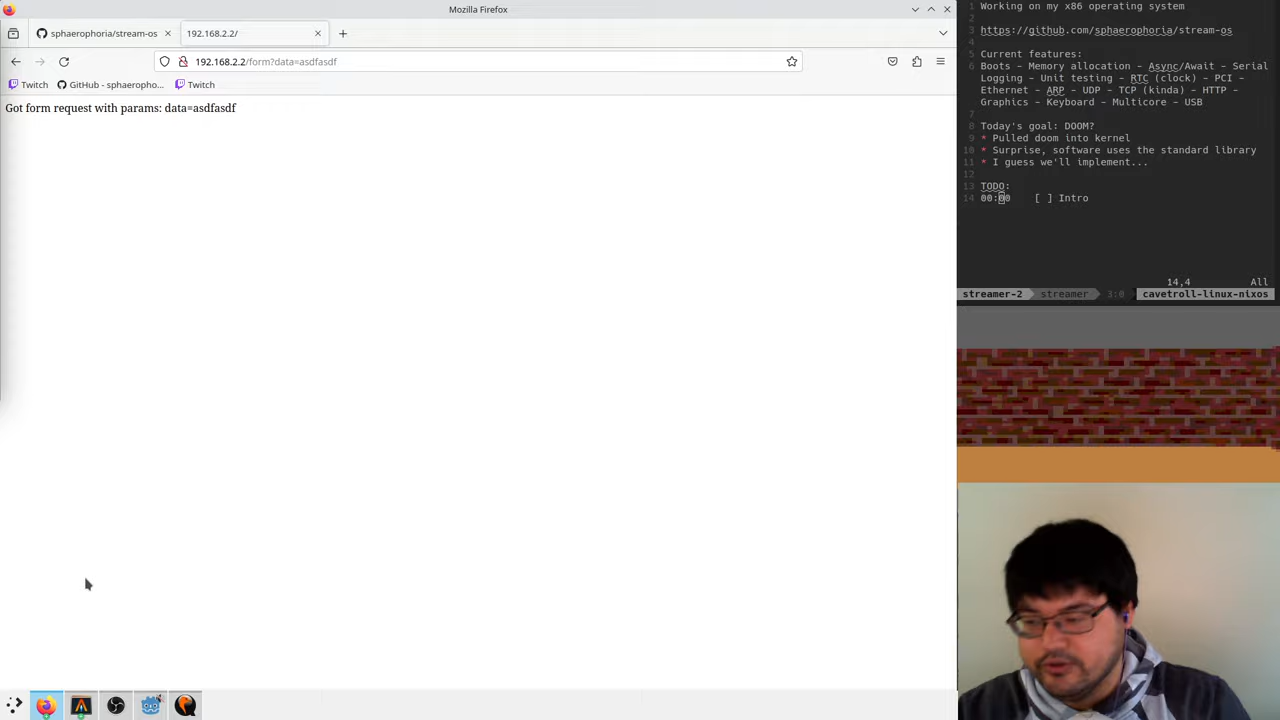 Mozilla Firefox
sphaerophoria/stream-os
192.168.2.2/
192.168.2.2/form?data=asdfasdf
Twitch
GitHub - sphaeropho...
Twitch
Got form request with params: data=asdfasdf
1 Working on my x86 operating system
2
3 https://github.com/sphaerophoria/stream-os
4
5 Current features:
6 Boots - Memory allocation - Async/Await - Serial
Logging - Unit testing - RTC (clock) - PCI -
Ethernet - ARP - UDP - TCP (kinda) - HTTP -
Graphics - Keyboard - Multicore - USB
7
8 Today's goal: DOOM?
9 * Pulled doom into kernel
10 * Surprise, software uses the standard library
11 * I guess we'll implement...
12
13 TODO:
14 00:00 [ ] Intro
14,4 All
streamer-2 streamer 3:0 cavetroll-linux-nixos